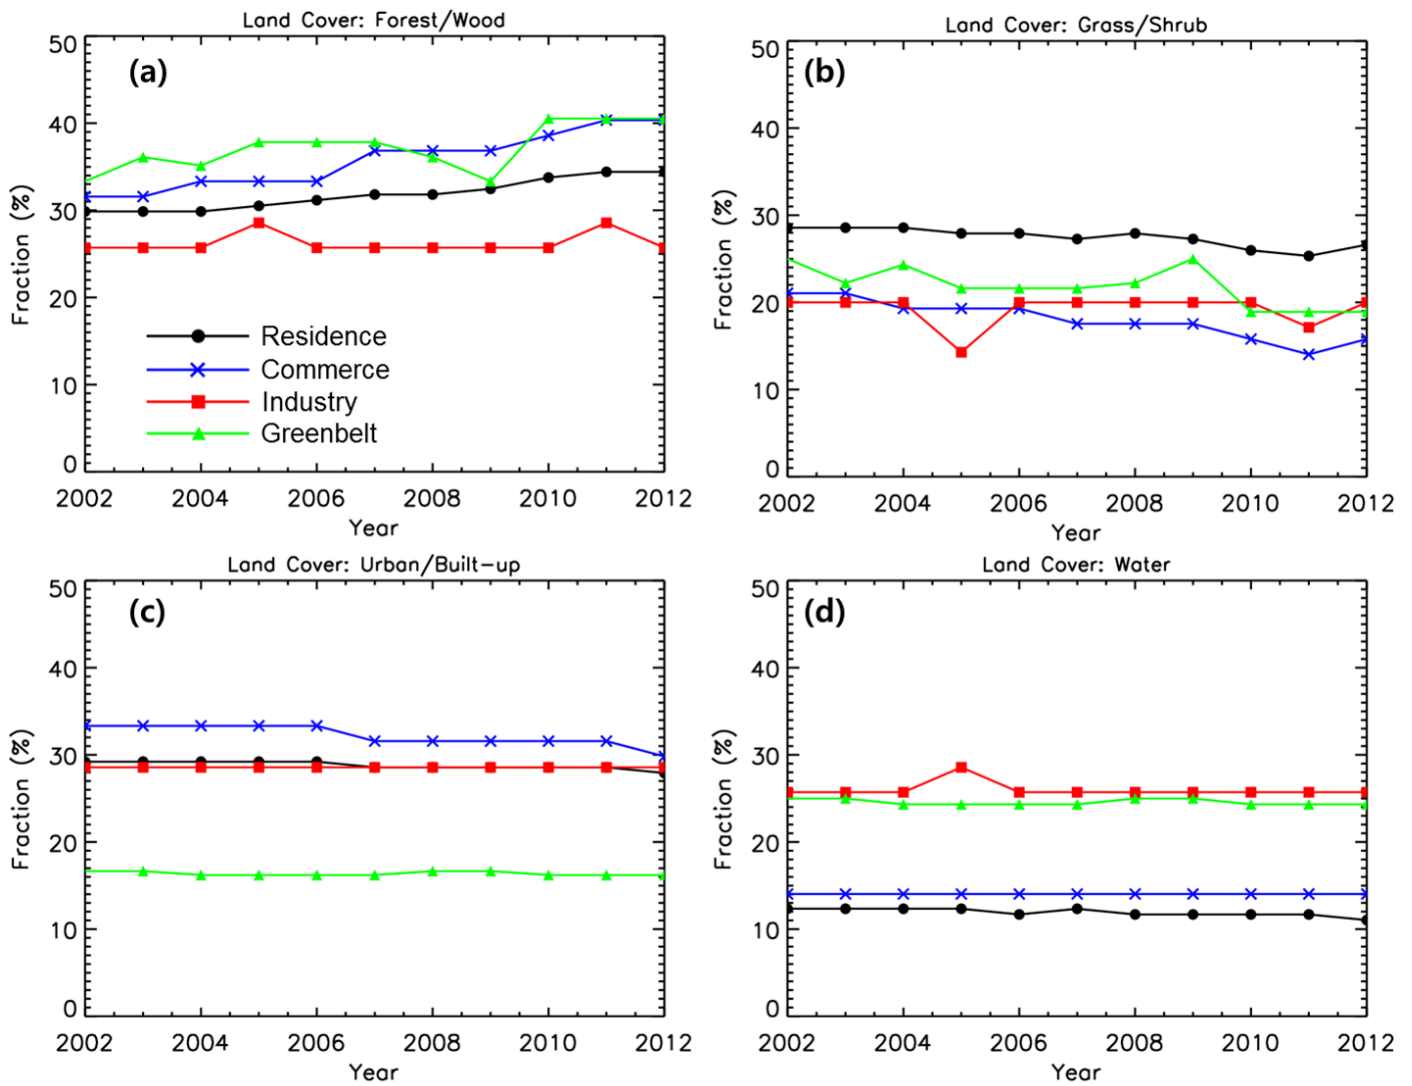 Land Cover: Forest/Wood
(a)
50
40
30
20
10
0
Fraction (%)
Residence
Commerce
Industry
Greenbelt
2002 2004 2006 2008 2010 2012
Year
Land Cover: Grass/Shrub
(b)
50
40
30
20
10
0
Fraction (%)
2002 2004 2006 2008 2010 2012
Year
Land Cover: Urban/Built-up
(c)
50
40
30
20
10
0
Fraction (%)
2002 2004 2006 2008 2010 2012
Year
Land Cover: Water
(d)
50
40
30
20
10
0
Fraction (%)
2002 2004 2006 2008 2010 2012
Year